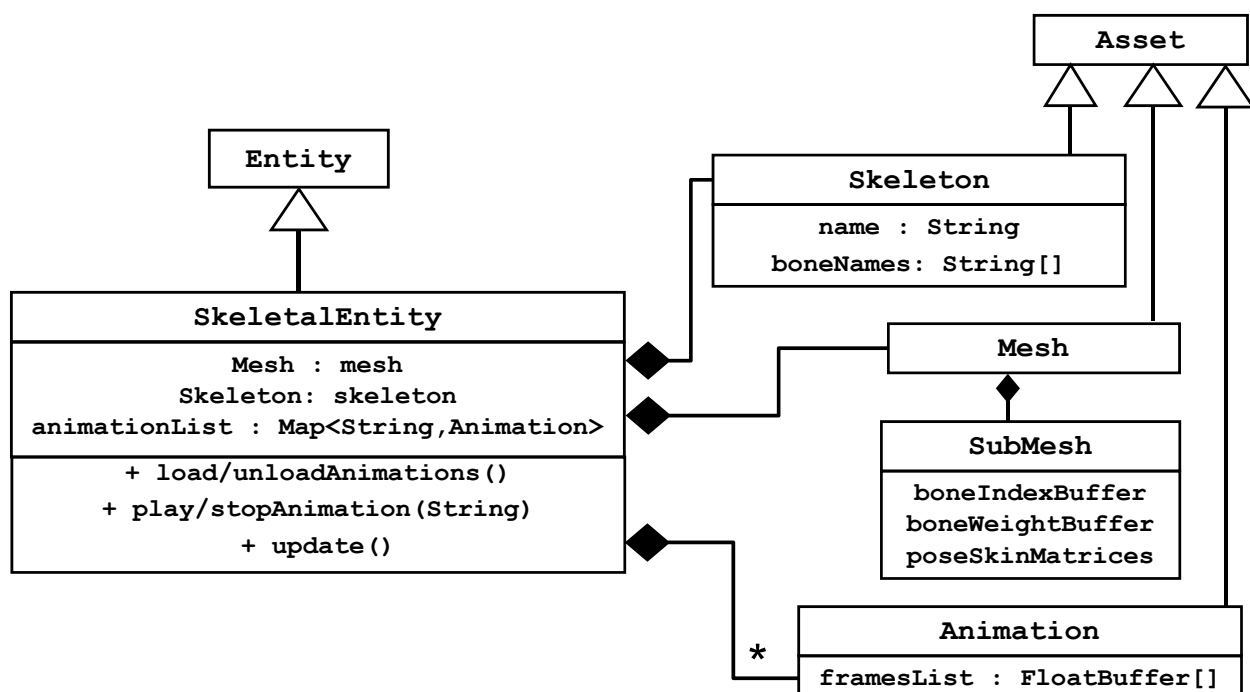 Asset
Entity
Skeleton
name : String
boneNames: String[]
SkeletalEntity
Mesh : mesh
Skeleton: skeleton
animationList : Map<String,Animation>
+ load/unloadAnimations()
+ play/stopAnimation(String)
+ update()
Mesh
SubMesh
boneIndexBuffer
boneWeightBuffer
poseSkinMatrices
*
Animation
framesList : FloatBuffer[]